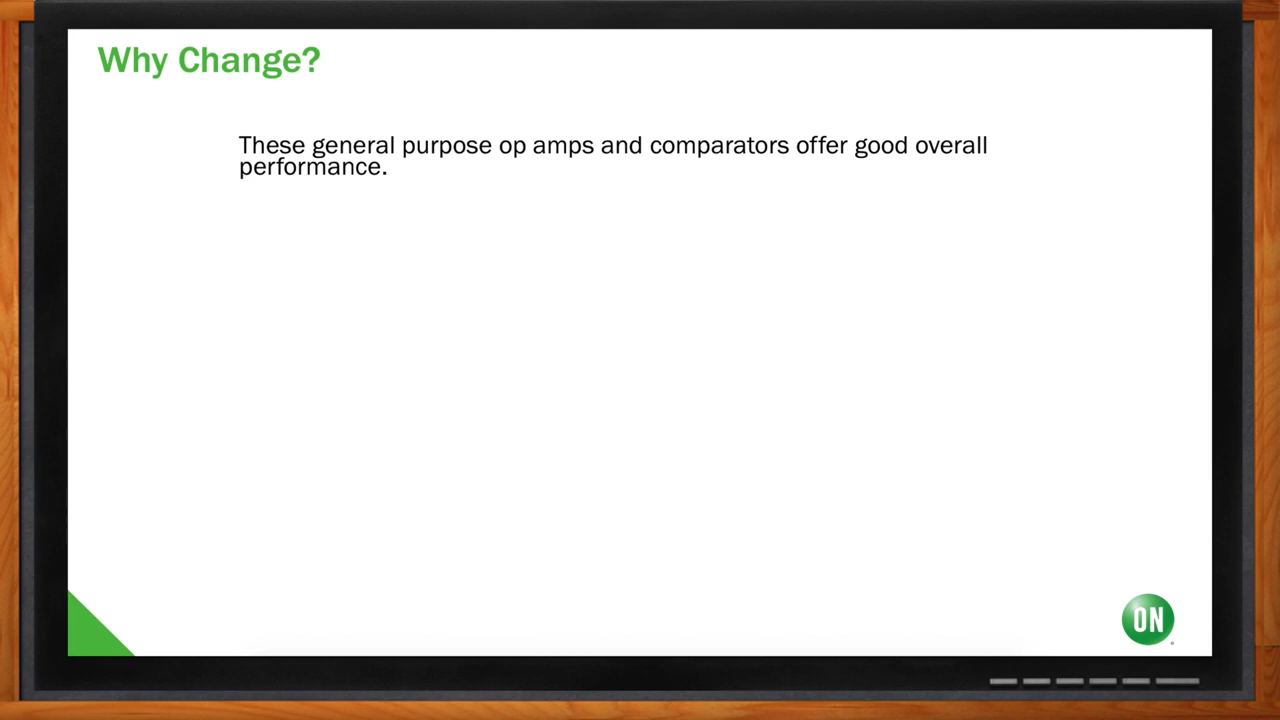 Why Change?
These general purpose op amps and comparators offer good overall
performance.
ON